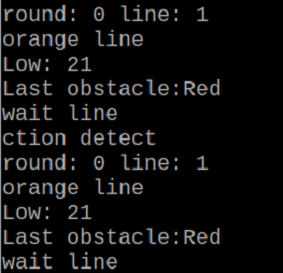 round: 0 line: 1
orange line
Low: 21
Last obstacle:Red
wait line
ction detect
round: 0 line: 1
orange line
Low: 21
Last obstacle:Red
wait line